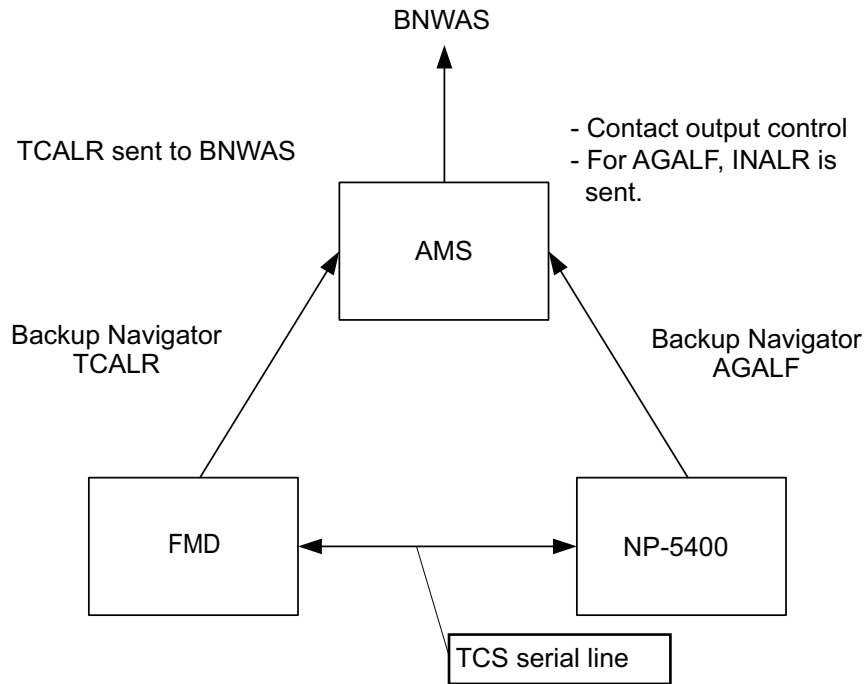 BNWAS
TCALR sent to BNWAS
- Contact output control
- For AGALF, INALR is
sent.
AMS
Backup Navigator
TCALR
Backup Navigator
AGALF
FMD
NP-5400
TCS serial line